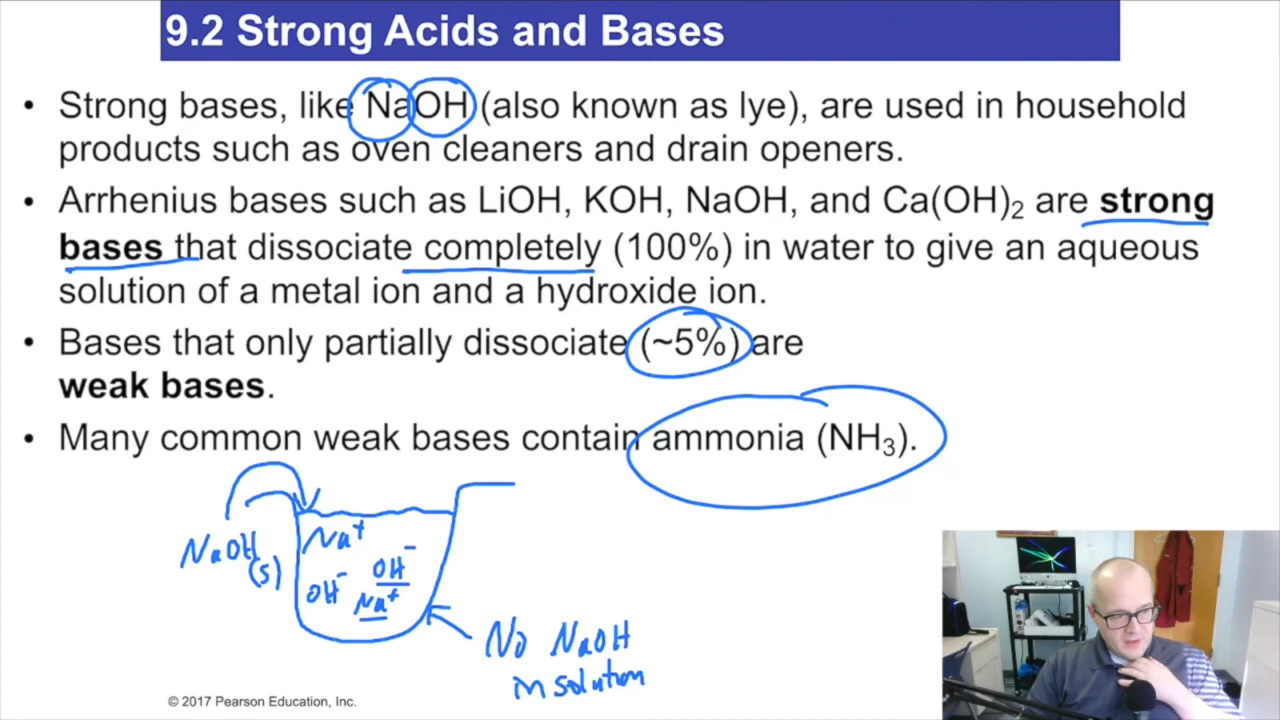 9.2 Strong Acids and Bases
• Strong bases, like NaOH (also known as lye), are used in household
products such as oven cleaners and drain openers.
• Arrhenius bases such as LiOH, KOH, NaOH, and Ca(OH)₂ are strong
bases that dissociate completely (100%) in water to give an aqueous
solution of a metal ion and a hydroxide ion.
• Bases that only partially dissociate (~5%) are
weak bases.
• Many common weak bases contain ammonia (NH₃).
NaOH
(s)
Na⁺
OH⁻
OH⁻
Na⁺
No NaOH
in solution
© 2017 Pearson Education, Inc.